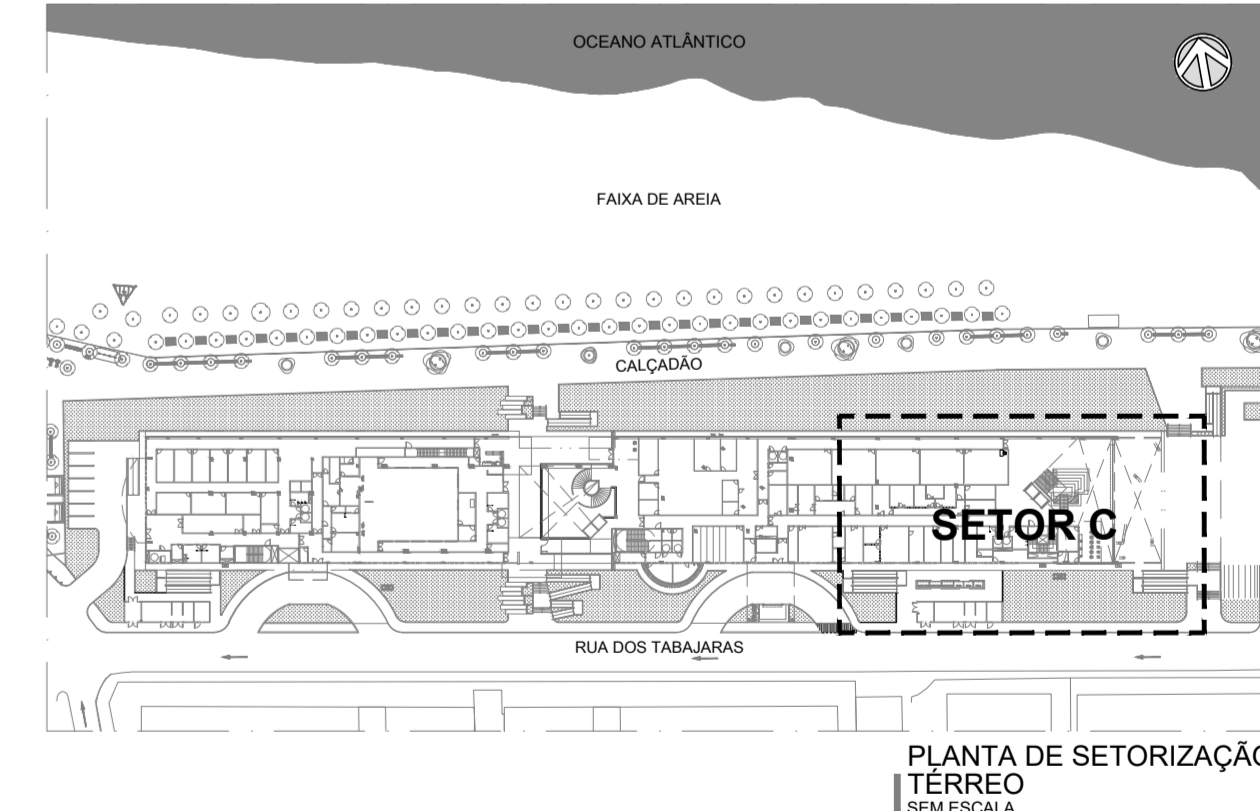 OCEANO ATLÂNTICO
FAIXA DE AREIA
CALÇADÃO
SETOR C
RUA DOS TABAJARAS
PLANTA DE SETORIZAÇÃO
TÉRREO
SEM ESCALA